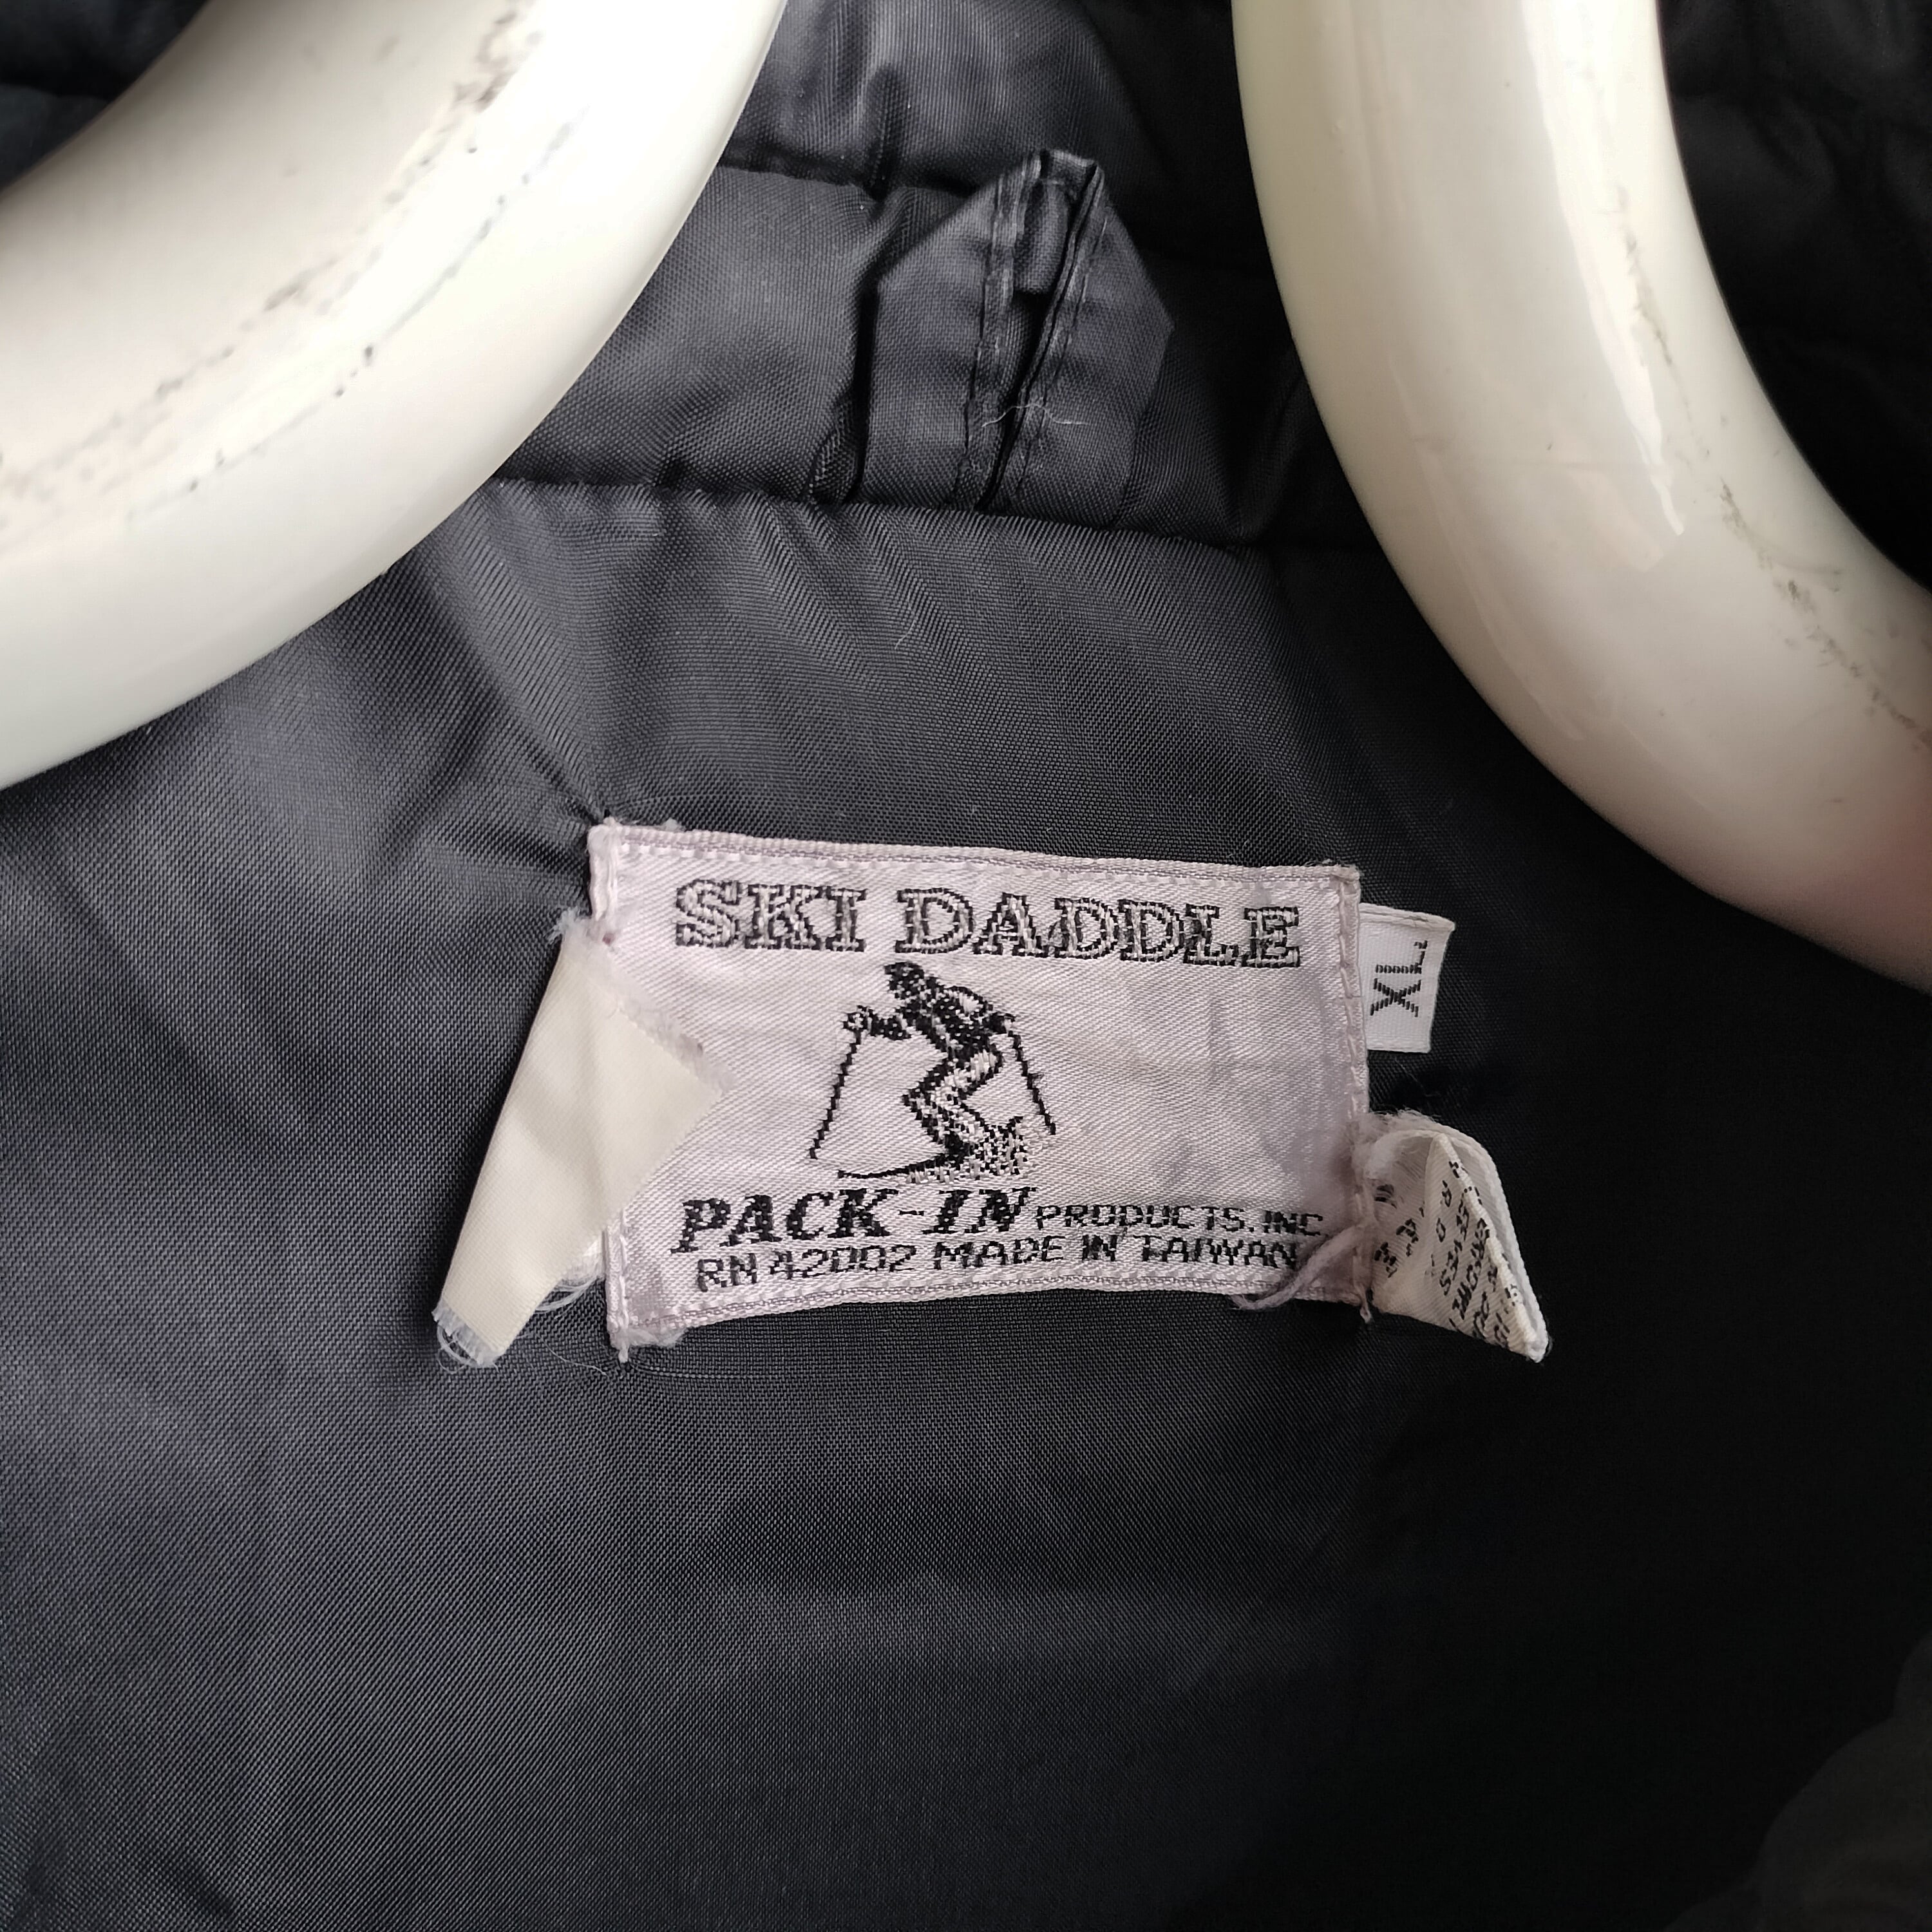 SKI DADDLE
XL
PACK-IN PRODUCTS, INC
RN 42002 MADE IN TAIWAN